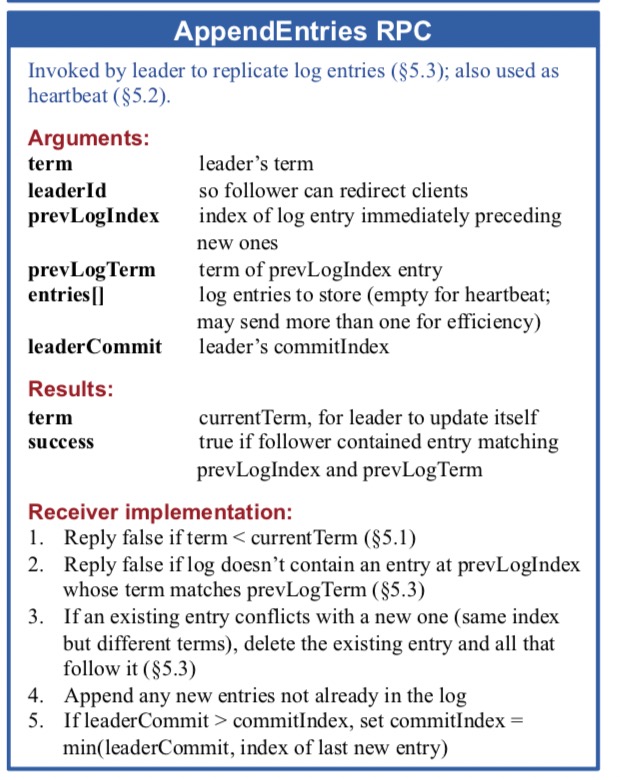 AppendEntries RPC
Invoked by leader to replicate log entries (§5.3); also used as
heartbeat (§5.2).
Arguments:
term leader’s term
leaderId so follower can redirect clients
prevLogIndex index of log entry immediately preceding
new ones
prevLogTerm term of prevLogIndex entry
entries[] log entries to store (empty for heartbeat;
may send more than one for efficiency)
leaderCommit leader’s commitIndex
Results:
term currentTerm, for leader to update itself
success true if follower contained entry matching
prevLogIndex and prevLogTerm
Receiver implementation:
1. Reply false if term < currentTerm (§5.1)
2. Reply false if log doesn’t contain an entry at prevLogIndex
whose term matches prevLogTerm (§5.3)
3. If an existing entry conflicts with a new one (same index
but different terms), delete the existing entry and all that
follow it (§5.3)
4. Append any new entries not already in the log
5. If leaderCommit > commitIndex, set commitIndex =
min(leaderCommit, index of last new entry)